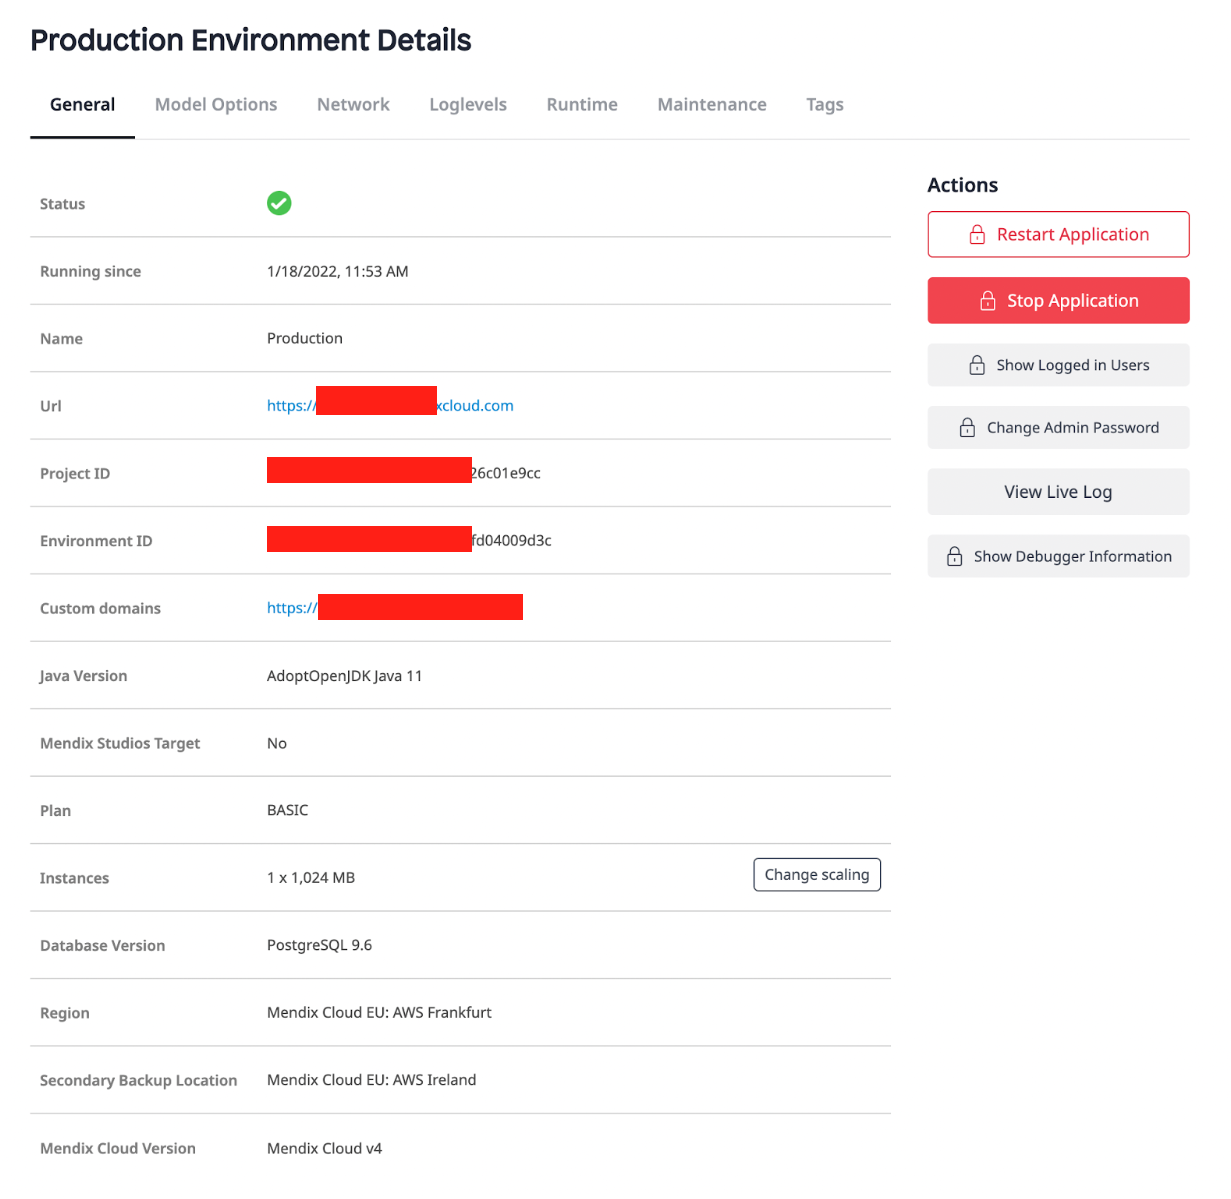 Production Environment Details
General Model Options Network Loglevels Runtime Maintenance Tags
Status
Running since 1/18/2022, 11:53 AM
Name Production
Url https:// xcloud.com
Project ID 26c01e9cc
Environment ID fd04009d3c
Custom domains https://
Java Version AdoptOpenJDK Java 11
Mendix Studios Target No
Plan BASIC
Instances 1 x 1,024 MB Change scaling
Database Version PostgreSQL 9.6
Region Mendix Cloud EU: AWS Frankfurt
Secondary Backup Location Mendix Cloud EU: AWS Ireland
Mendix Cloud Version Mendix Cloud v4
Actions
Restart Application
Stop Application
Show Logged in Users
Change Admin Password
View Live Log
Show Debugger Information